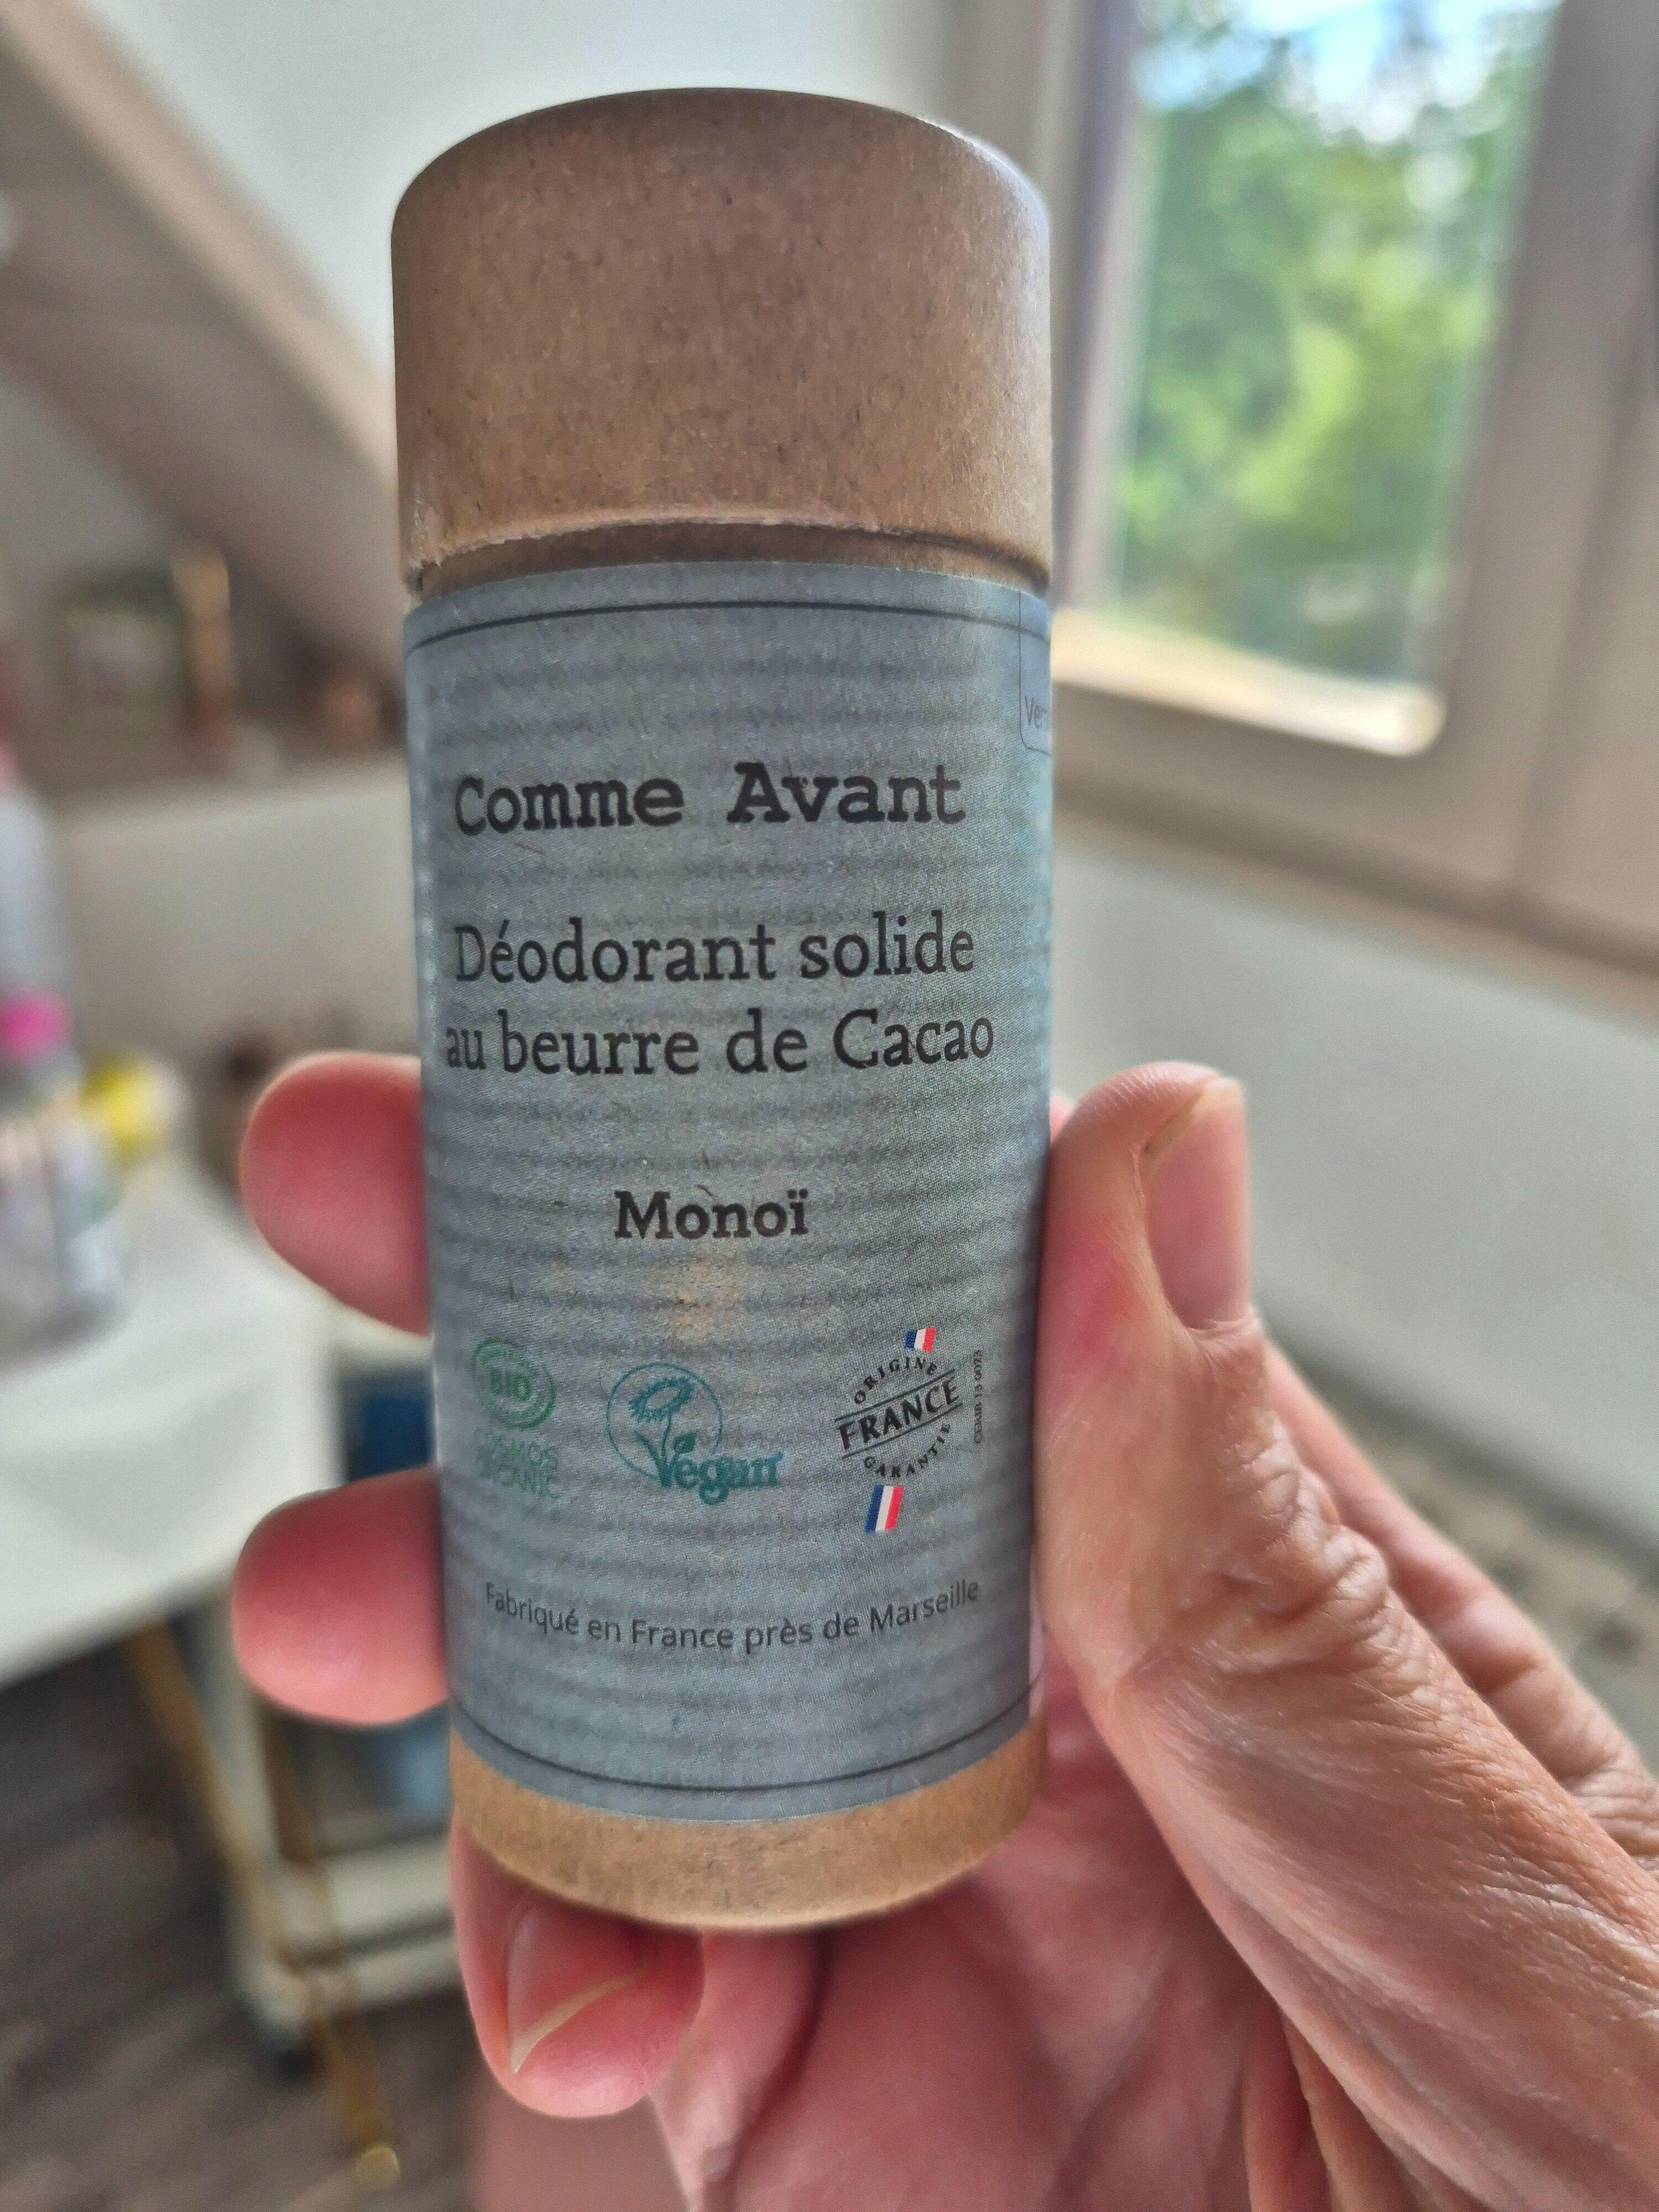 Comme Avant
Déodorant solide
au beurre de Cacao
Monoï
BIO
COSMOS
ORGANIC
Vegan
ORIGINE
FRANCE
GARANTIE
Fabriqué en France près de Marseille